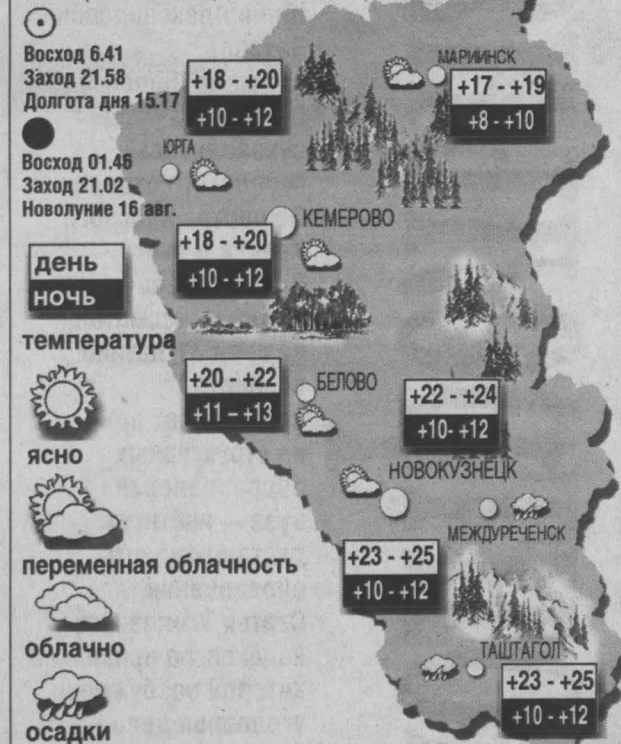 Восход 6.41
Заход 21.58
Долгота дня 15.17
Восход 01.46
Заход 21.02
Новолуние 16 авг.
день
ночь
температура
ясно
переменная облачность
облачно
осадки
+18 - +20
+10 - +12
ЮРГА
МАРИИНСК
+17 - +19
+8 - +10
КЕМЕРОВО
+18 - +20
+10 - +12
+20 - +22
+11 – +13
БЕЛОВО
+22 - +24
+10- +12
НОВОКУЗНЕЦК
МЕЖДУРЕЧЕНСК
+23 - +25
+10 - +12
ТАШТАГОЛ
+23 - +25
+10 - +12